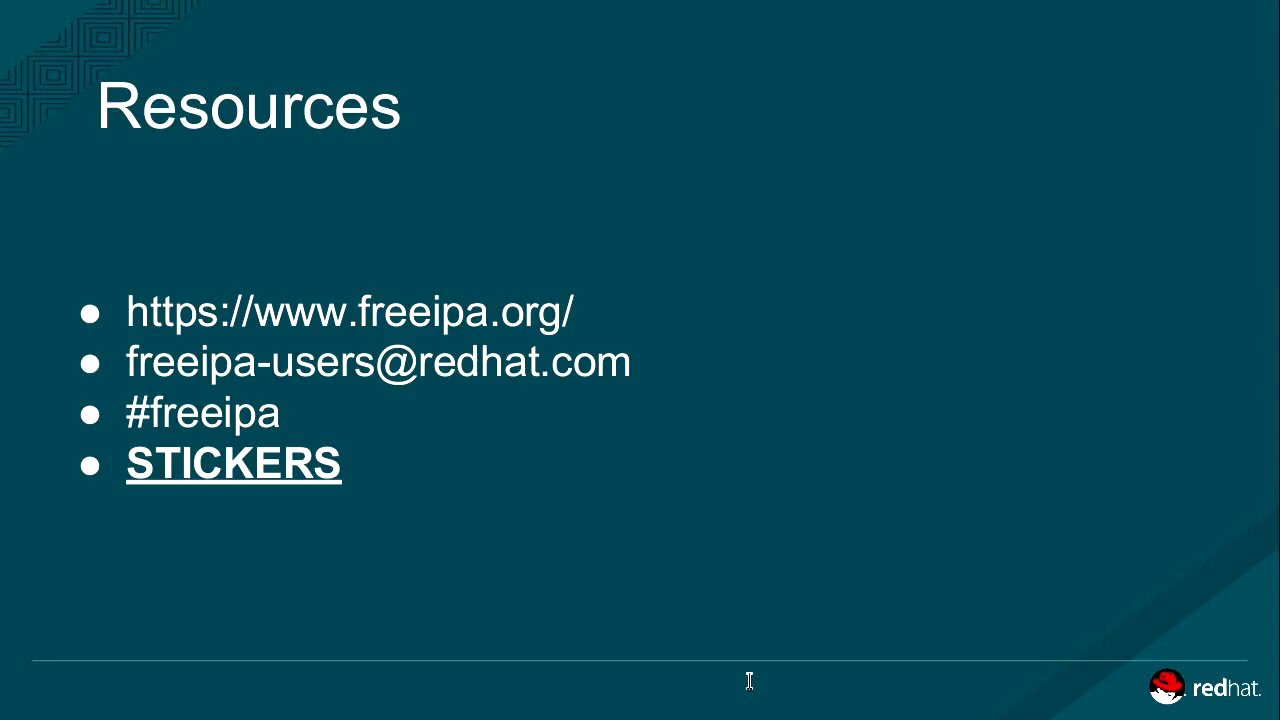 Resources
● https://www.freeipa.org/
● freeipa-users@redhat.com
● #freeipa
● STICKERS
redhat.